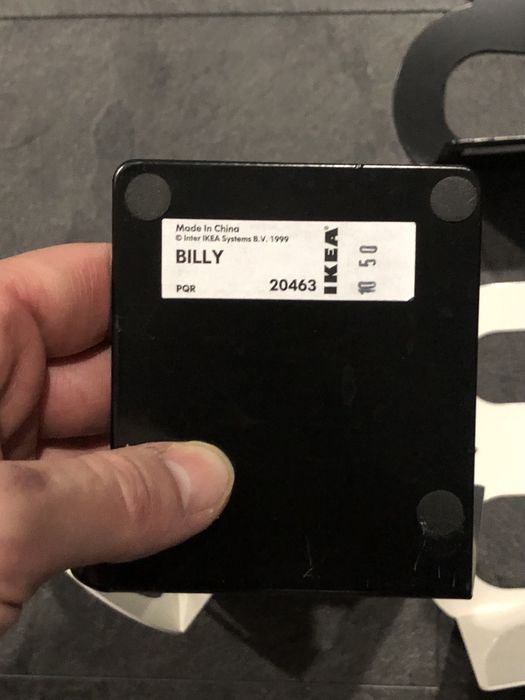 Made In China
© Inter IKEA Systems B.V. 1999
BILLY
PQR 20463
IKEA®
10 50